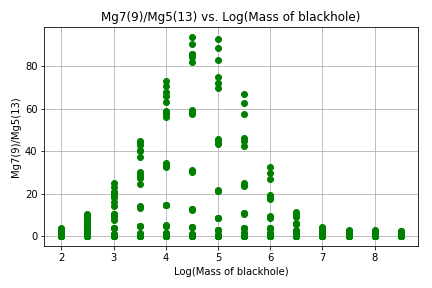 Mg7(9)/Mg5(13) vs. Log(Mass of blackhole)
Mg7(9)/Mg5(13)
80
60
40
20
0
2 3 4 5 6 7 8
Log(Mass of blackhole)